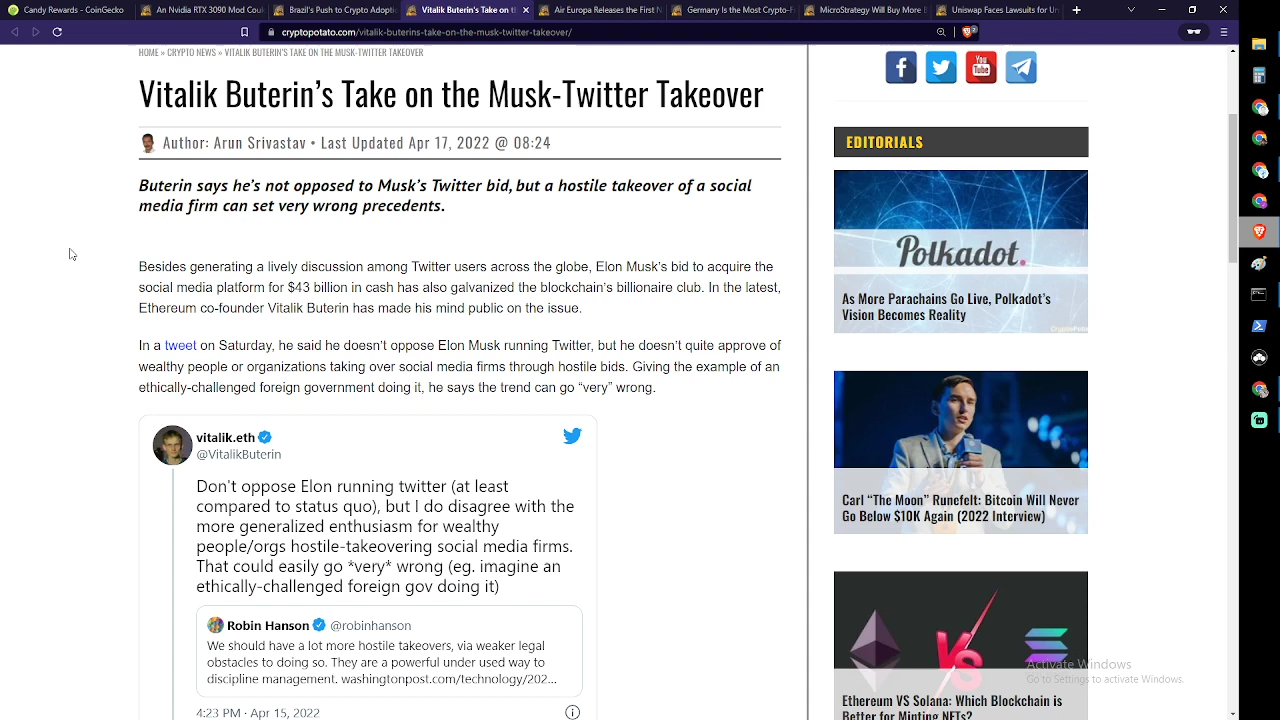 Candy Rewards - CoinGecko
An Nvidia RTX 3090 Mod Coul
Brazil's Push to Crypto Adopti
Vitalik Buterin's Take on t
Air Europa Releases the First N
Germany Is the Most Crypto-F
MicroStrategy Will Buy More
Uniswap Faces Lawsuits for Un
cryptopotato.com/vitalik-buterins-take-on-the-musk-twitter-takeover/
HOME » CRYPTO NEWS » VITALIK BUTERIN'S TAKE ON THE MUSK-TWITTER TAKEOVER
Vitalik Buterin's Take on the Musk-Twitter Takeover
Author: Arun Srivastav • Last Updated Apr 17, 2022 @ 08:24
Buterin says he's not opposed to Musk's Twitter bid, but a hostile takeover of a social
media firm can set very wrong precedents.
Besides generating a lively discussion among Twitter users across the globe, Elon Musk's bid to acquire the
social media platform for $43 billion in cash has also galvanized the blockchain's billionaire club. In the latest,
Ethereum co-founder Vitalik Buterin has made his mind public on the issue.
In a tweet on Saturday, he said he doesn't oppose Elon Musk running Twitter, but he doesn't quite approve of
wealthy people or organizations taking over social media firms through hostile bids. Giving the example of an
ethically-challenged foreign government doing it, he says the trend can go "very" wrong.
vitalik.eth
@VitalikButerin
Don't oppose Elon running twitter (at least
compared to status quo), but I do disagree with the
more generalized enthusiasm for wealthy
people/orgs hostile-takeovering social media firms.
That could easily go *very* wrong (eg. imagine an
ethically-challenged foreign gov doing it)
Robin Hanson @robinhanson
We should have a lot more hostile takeovers, via weaker legal
obstacles to doing so. They are a powerful under used way to
discipline management. washingtonpost.com/technology/202...
4:23 PM · Apr 15, 2022
You
Tube
EDITORIALS
Polkadot.
As More Parachains Go Live, Polkadot's
Vision Becomes Reality
Carl "The Moon" Runefelt: Bitcoin Will Never
Go Below $10K Again (2022 Interview)
VS
Ethereum VS Solana: Which Blockchain is
Better for Minting NFTs?
Activate Windows
Go to Settings to activate Windows.